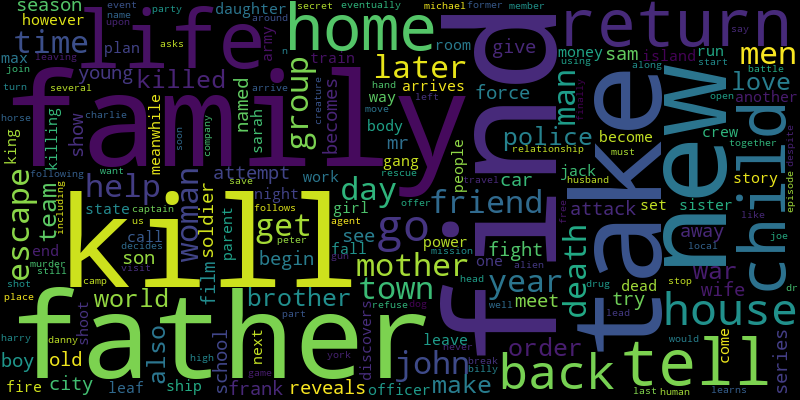 season
however
name
upon
daughter
around
secret
eventually
michael
former
member
event
party
time
life
home
return
however
max
plan
asks
army
n
room
give
train
leaving
young
killed
join
turn
several
horse
charlie
family
group
later
arrives
way
hand
using
along
creature
arrive
move
left
becomes
named
sarah
soon
company
show
meanwhile
king
killing
find
force
man
police
relationship
take
new
money
sam
island
run
start
say
men
love
another
battle
open
together
crew
become
story
must
despite
episode
child
finally
following
want
team
including
escape
help
woman
attempt
night
save
work
girl
parent
soldier
state
captain
us
call
follows
agent
decides
peter
visit
son
begin
end
murder
still
camp
shot
place
kill
day
body
mr
gang
people
see
fall
gun
get
go
friend
car
jack
attack
set
sister
away
like
local
joe
power
one
fight
rescue
offer
travel
mission
alien
mother
town
year
meet
death
husband
free
war
wife
dead
try
drug
lead
stop
dr
house
father
world
film
brother
also
part
refuse
dog
discovers
head
well
leave
never
order
would
come
series
harry
danny
boy
old
shoot
school
next
york
high
game
john
break
billy
back
tell
last
human
learns
fire
city
leaf
ship
frank
reveals
officer
make